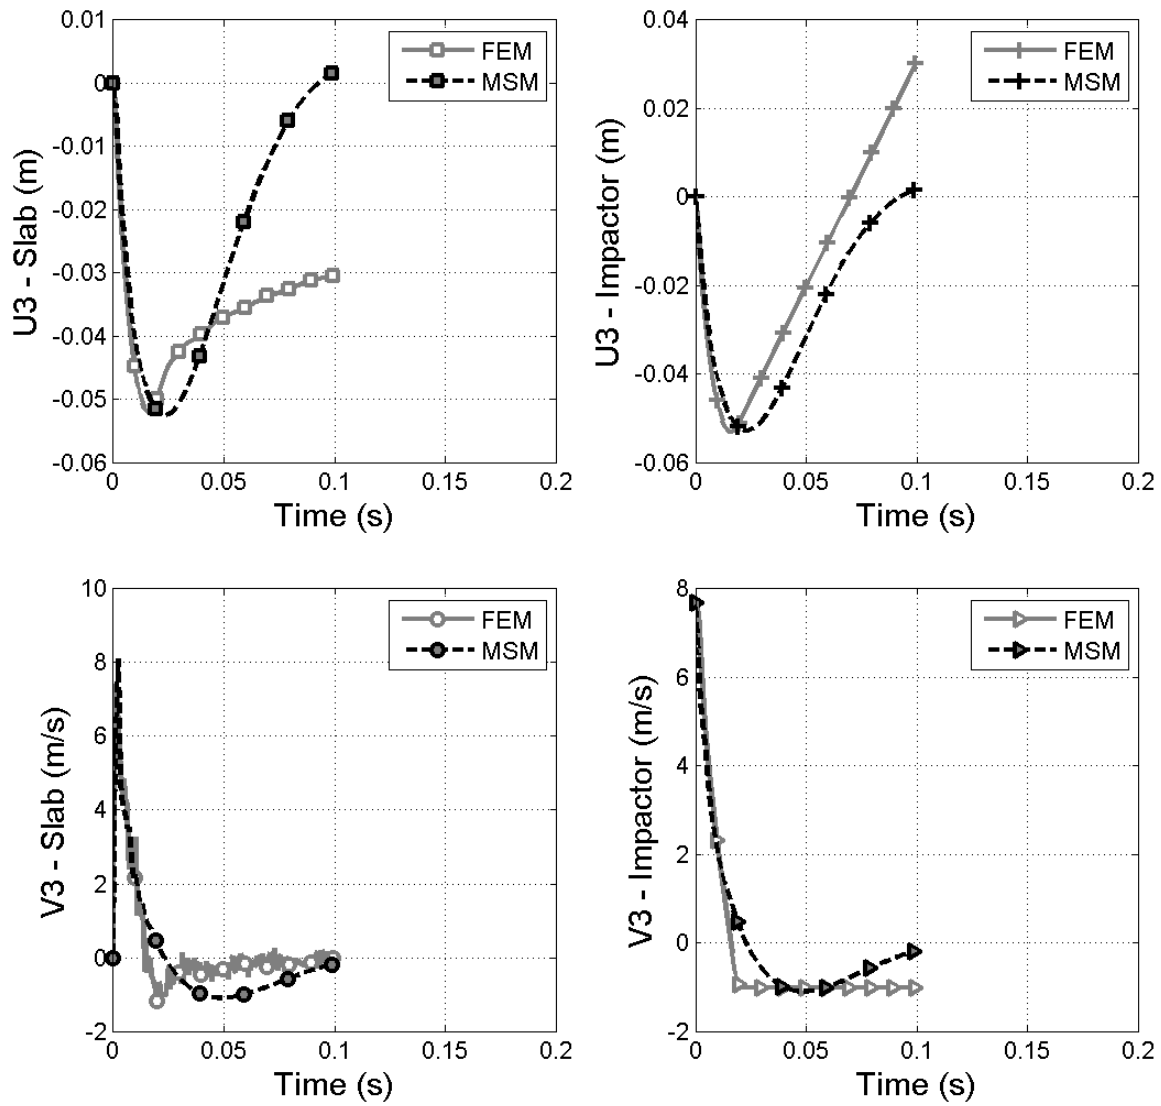 0.01
0
-0.01
-0.02
-0.03
-0.04
-0.05
-0.06
U3 - Slab (m)
FEM
MSM
0 0.05 0.1 0.15 0.2
Time (s)
0.04
0.02
0
-0.02
-0.04
-0.06
U3 - Impactor (m)
FEM
MSM
0 0.05 0.1 0.15 0.2
Time (s)
10
8
6
4
2
0
-2
V3 - Slab (m/s)
FEM
MSM
0 0.05 0.1 0.15 0.2
Time (s)
8
6
4
2
0
-2
V3 - Impactor (m/s)
FEM
MSM
0 0.05 0.1 0.15 0.2
Time (s)